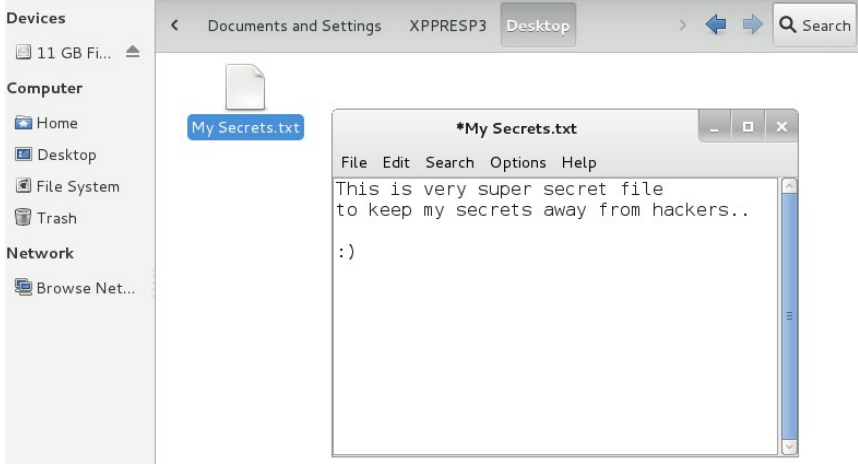 Devices
11 GB Fi...
Computer
Home
Desktop
File System
Trash
Network
Browse Net...
Documents and Settings XPPRESP3 Desktop Search
My Secrets.txt
*My Secrets.txt
File Edit Search Options Help
This is very super secret file
to keep my secrets away from hackers..
:)